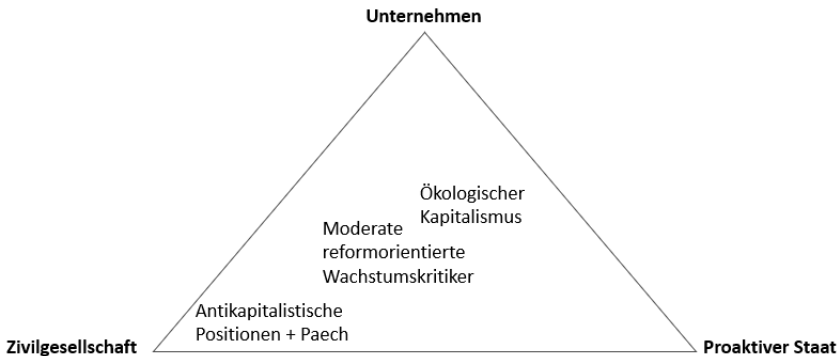 Unternehmen
Ökologischer
Kapitalismus
Moderate
reformorientierte
Wachstumskritiker
Antikapitalistische
Positionen + Paech
Zivilgesellschaft
Proaktiver Staat